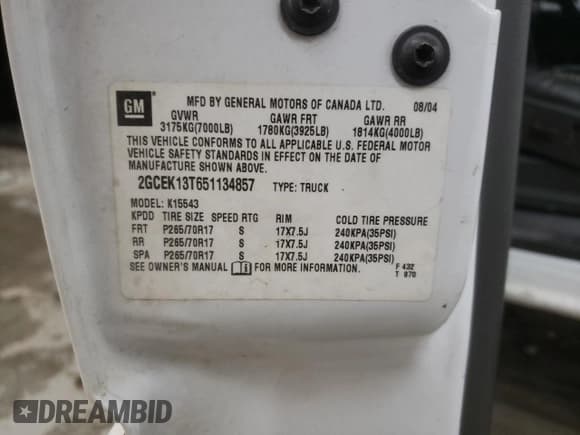 GM
MFD BY GENERAL MOTORS OF CANADA LTD. 08/04
GVWR GAWR FRT GAWR RR
3175KG(7000LB) 1780KG(3925LB) 1814KG(4000LB)
THIS VEHICLE CONFORMS TO ALL APPLICABLE U.S. FEDERAL MOTOR
VEHICLE SAFETY STANDARDS IN EFFECT ON THE DATE OF
MANUFACTURE SHOWN ABOVE.
2GCEK13T651134857 TYPE: TRUCK
MODEL: K15543
KPDD TIRE SIZE SPEED RTG RIM COLD TIRE PRESSURE
FRT P265/70R17 S 17X7.5J 240KPA(35PSI)
RR P265/70R17 S 17X7.5J 240KPA(35PSI)
SPA P265/70R17 S 17X7.5J 240KPA(35PSI)
SEE OWNER'S MANUAL FOR MORE INFORMATION.
F 432
T 870
DREAMBID